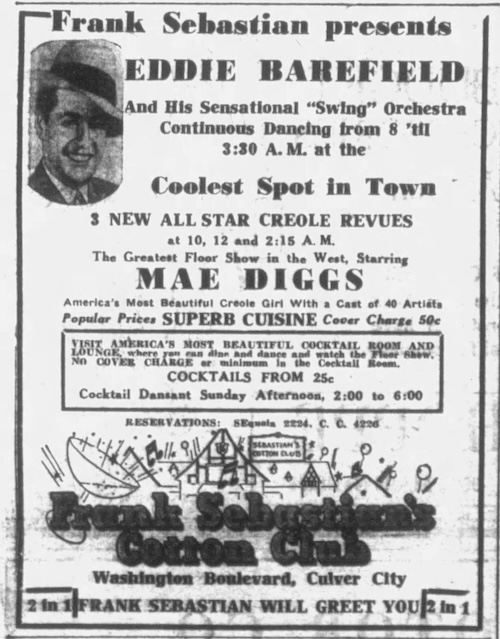 Frank Sebastian presents
EDDIE BAREFIELD
And His Sensational "Swing" Orchestra
Continuous Dancing from 8 'til
3:30 A. M. at the
Coolest Spot in Town
3 NEW ALL STAR CREOLE REVUES
at 10, 12 and 2:15 A. M.
The Greatest Floor Show in the West, Starring
MAE DIGGS
America's Most Beautiful Creole Girl With a Cast of 40 Artists
Popular Prices SUPERB CUISINE Cover Charge 50c
VISIT AMERICA'S MOST BEAUTIFUL COCKTAIL ROOM AND
LOUNGE, where you can dine and dance and watch the Floor Show.
NO COVER CHARGE or minimum in the Cocktail Room.
COCKTAILS FROM 25c
Cocktail Dansant Sunday Afternoon, 2:00 to 6:00
RESERVATIONS: SEquoia 2224. C. C. 4226
SEBASTIAN'S
COTTON CLUB
Frank Sebastian's
Cotton Club
Washington Boulevard, Culver City
2 in 1 FRANK SEBASTIAN WILL GREET YOU 2 in 1